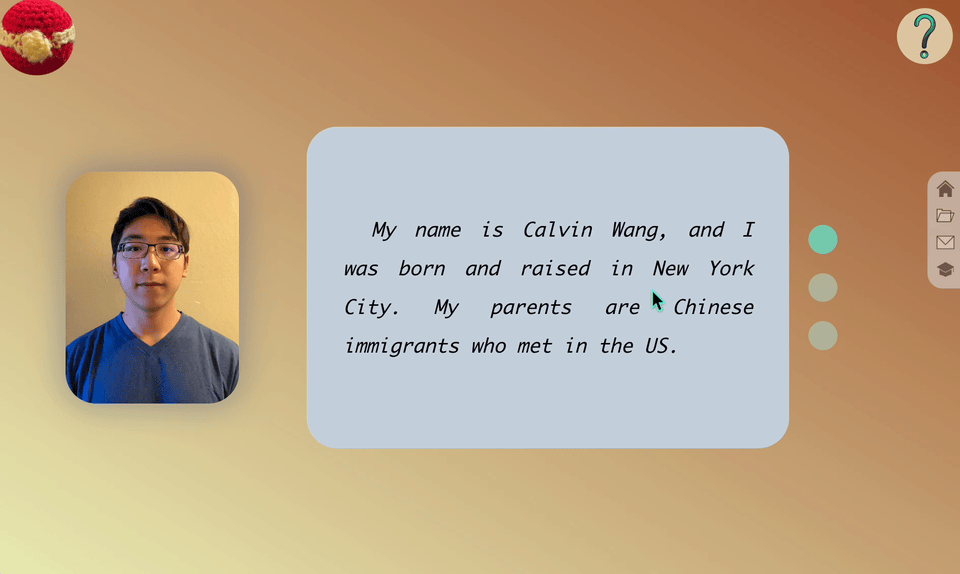 ?
My name is Calvin Wang, and I
was born and raised in New York
City. My parents are Chinese
immigrants who met in the US.